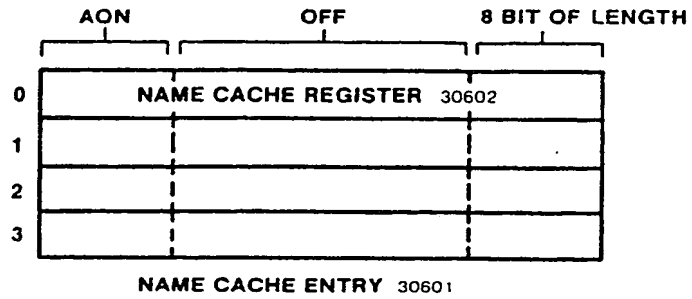 AON OFF 8 BIT OF LENGTH
0 NAME CACHE REGISTER 30602
1
2
3
NAME CACHE ENTRY 30601